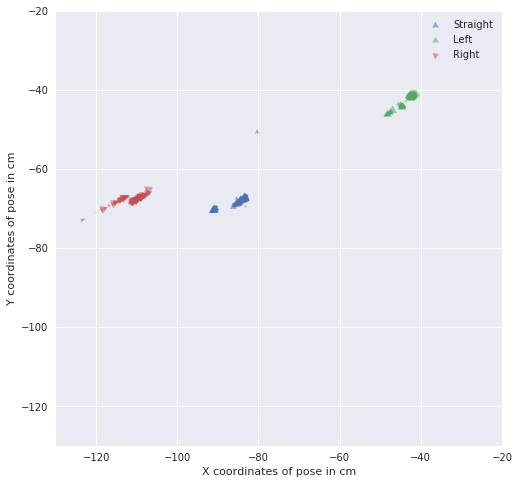 Straight
Left
Right
−20
−40
−60
−80
−100
−120
Y coordinates of pose in cm
−120
−100
−80
−60
−40
−20
X coordinates of pose in cm